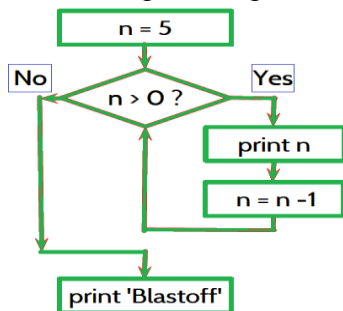 n = 5
No
Yes
n > 0 ?
print n
n = n -1
print 'Blastoff'